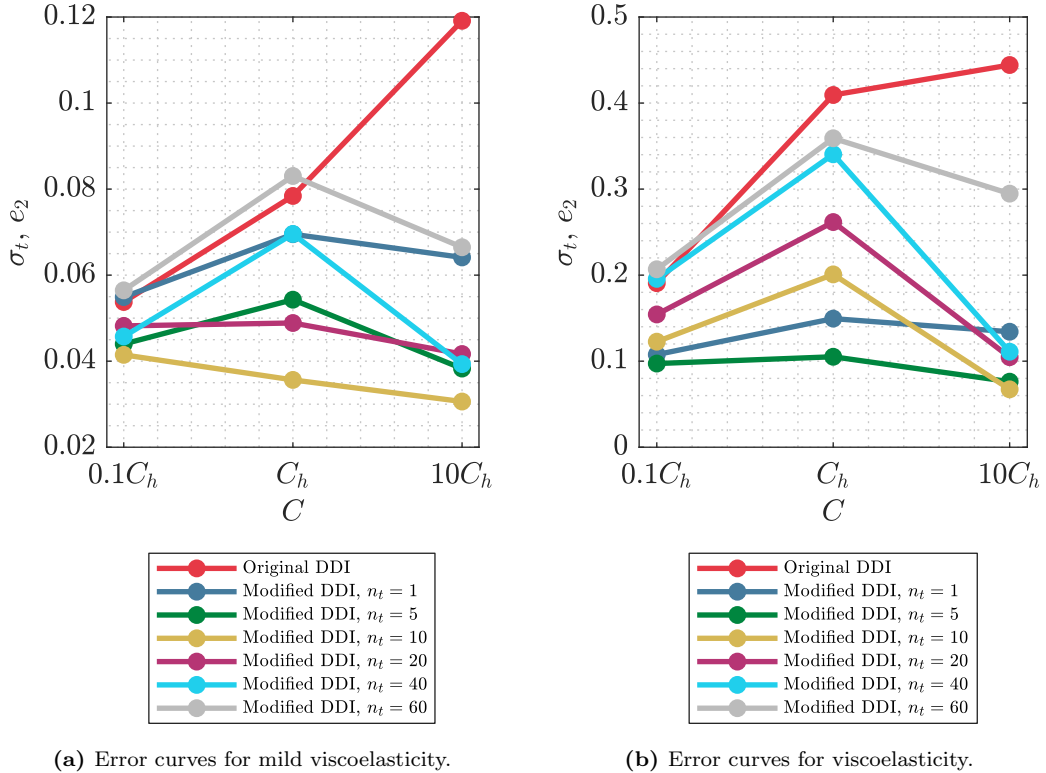 0.12
0.1
0.08
0.06
0.04
0.02
σₜ, e₂
0.1Cₕ
Cₕ
10Cₕ
C
Original DDI
Modified DDI, nₜ = 1
Modified DDI, nₜ = 5
Modified DDI, nₜ = 10
Modified DDI, nₜ = 20
Modified DDI, nₜ = 40
Modified DDI, nₜ = 60
(a) Error curves for mild viscoelasticity.
0.5
0.4
0.3
0.2
0.1
0
σₜ, e₂
0.1Cₕ
Cₕ
10Cₕ
C
Original DDI
Modified DDI, nₜ = 1
Modified DDI, nₜ = 5
Modified DDI, nₜ = 10
Modified DDI, nₜ = 20
Modified DDI, nₜ = 40
Modified DDI, nₜ = 60
(b) Error curves for viscoelasticity.